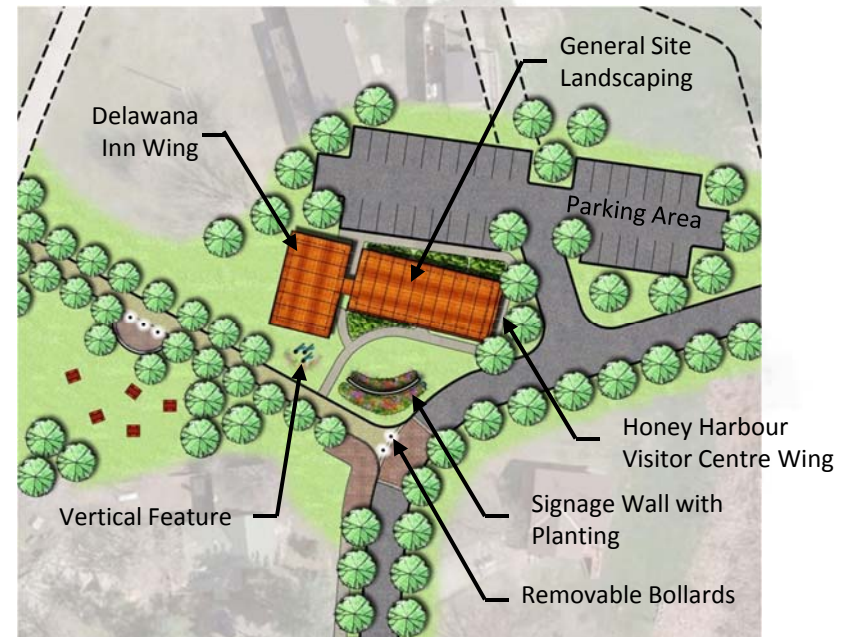 General Site
Landscaping
Delawana
Inn Wing
Parking Area
Honey Harbour
Visitor Centre Wing
Signage Wall with
Planting
Vertical Feature
Removable Bollards